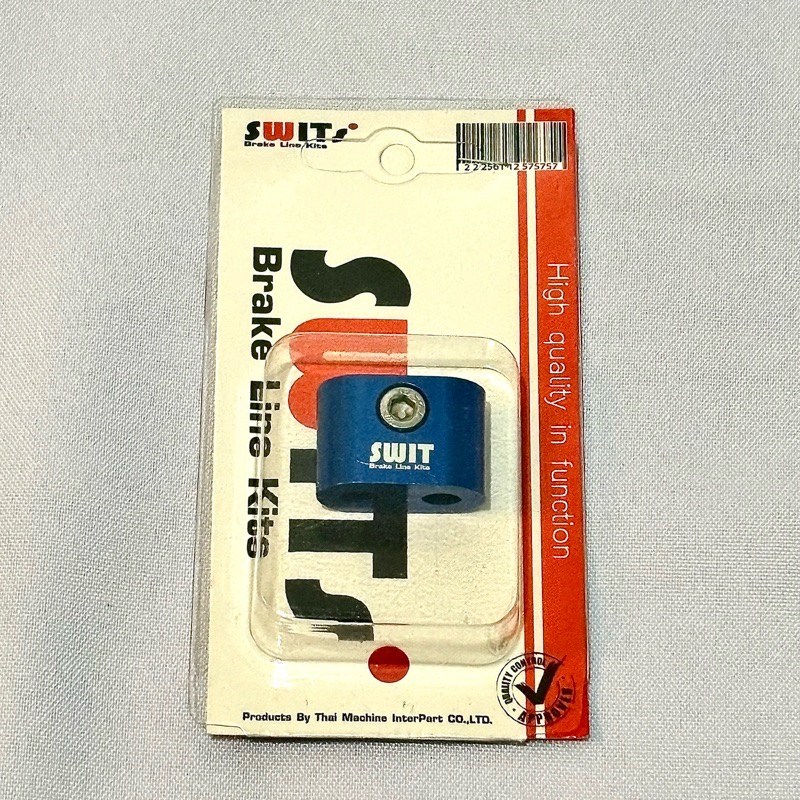 SWITS
Brake Line Kits
2 2 2561 12 575757
SWITS
Brake Line Kits
High quality in function
SWIT
Brake Line Kits
QUALITY CONTROL
APPROVED
Products By Thai Machine InterPart CO.,LTD.